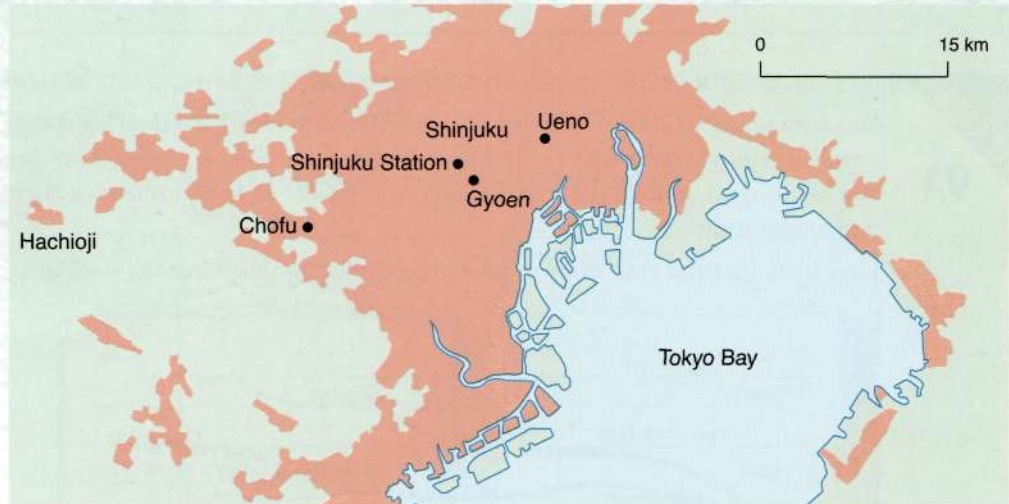 0 15 km
Ueno
Shinjuku
Shinjuku Station
Gyoen
Chofu
Hachioji
Tokyo Bay